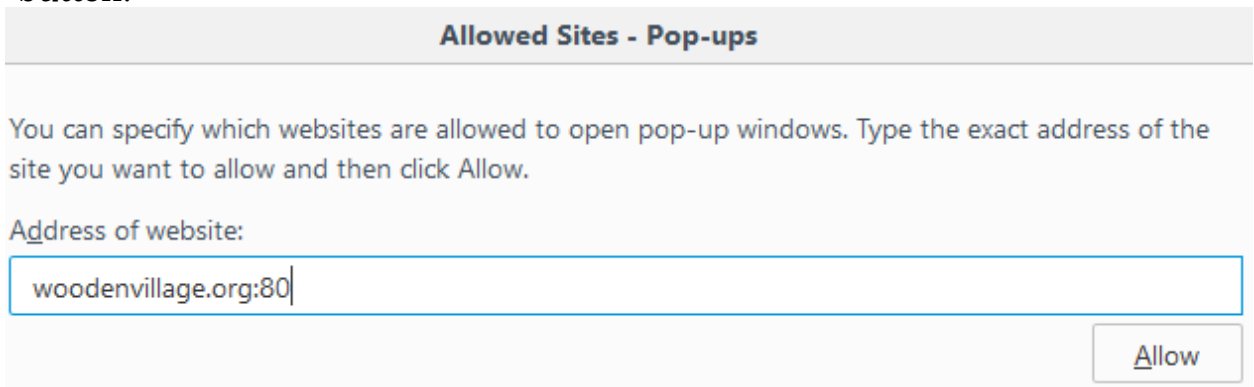 button.
Allowed Sites - Pop-ups
You can specify which websites are allowed to open pop-up windows. Type the exact address of the
site you want to allow and then click Allow.
Address of website:
woodenvillage.org:80
Allow